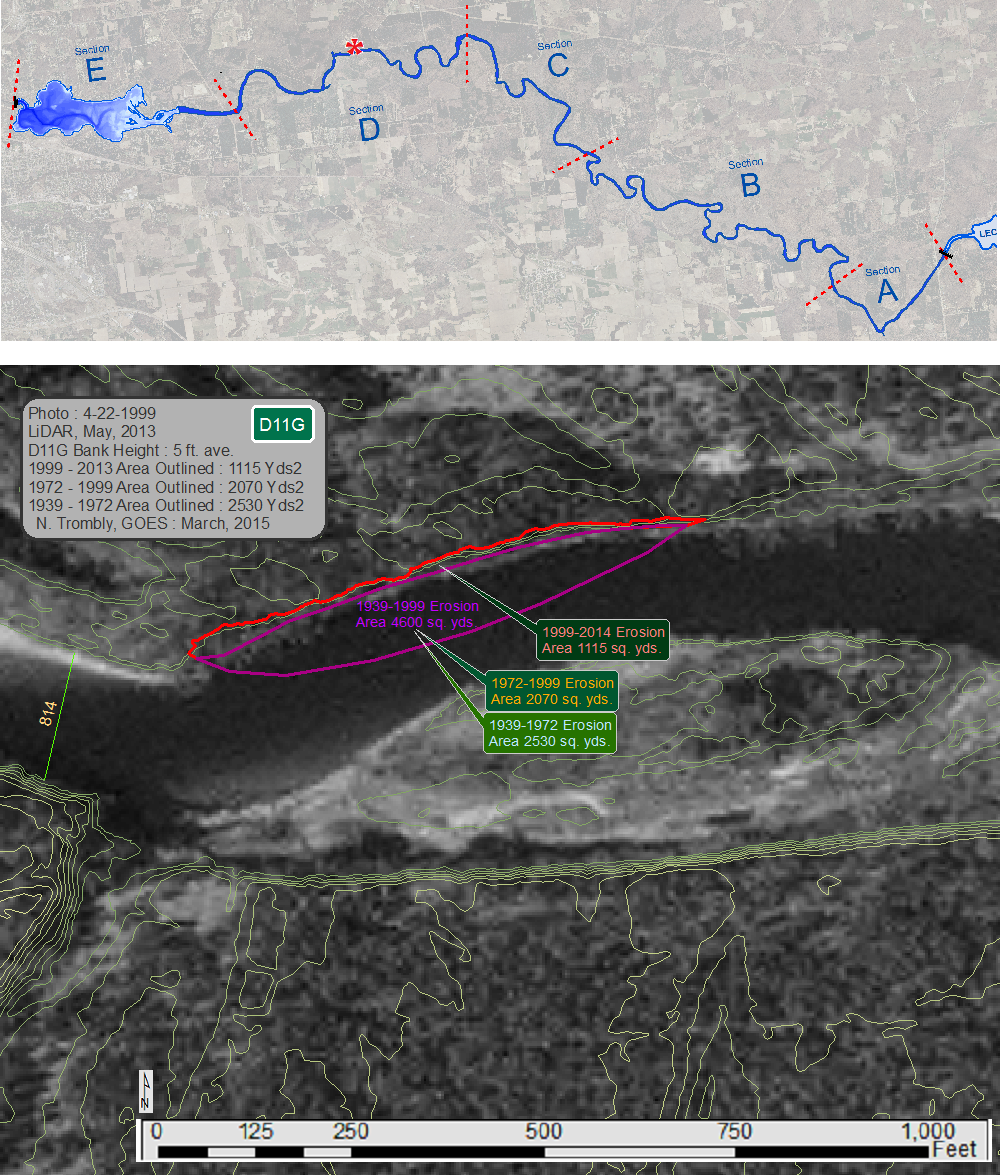 Section
E
Section
D
Section
C
Section
B
Section
A
LEC
Photo : 4-22-1999
D11G
LiDAR, May, 2013
D11G Bank Height : 5 ft. ave.
1999 - 2013 Area Outlined : 1115 Yds2
1972 - 1999 Area Outlined : 2070 Yds2
1939 - 1972 Area Outlined : 2530 Yds2
N. Trombly, GOES : March, 2015
1939-1999 Erosion
Area 4600 sq. yds.
1999-2014 Erosion
Area 1115 sq. yds.
1972-1999 Erosion
Area 2070 sq. yds.
1939-1972 Erosion
Area 2530 sq. yds.
814
N
0 125 250 500 750 1,000
Feet